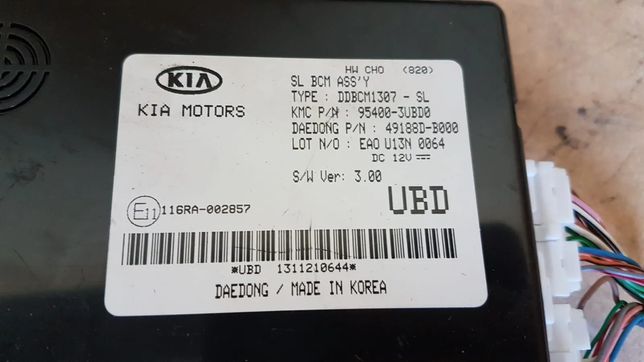 HW CHO (820)
KIA
SL BCM ASS'Y
TYPE : DDBCM1307 - SL
KIA MOTORS
KMC P/N : 95400-3UBD0
DAEDONG P/N : 49188D-B000
LOT N/O : EAO U13N 0064
DC 12V
S/W Ver: 3.00
E11
116RA-002857
UBD
*UBD 1311210644*
DAEDONG / MADE IN KOREA